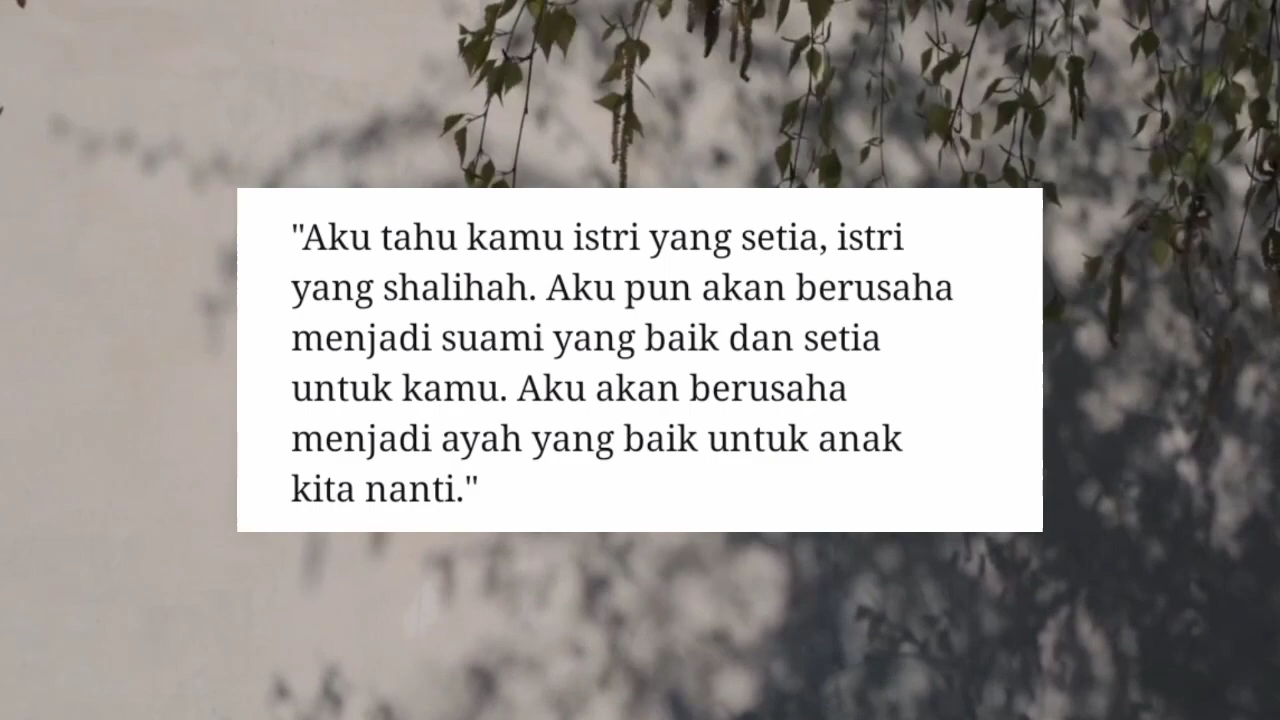 "Aku tahu kamu istri yang setia, istri
yang shalihah. Aku pun akan berusaha
menjadi suami yang baik dan setia
untuk kamu. Aku akan berusaha
menjadi ayah yang baik untuk anak
kita nanti."